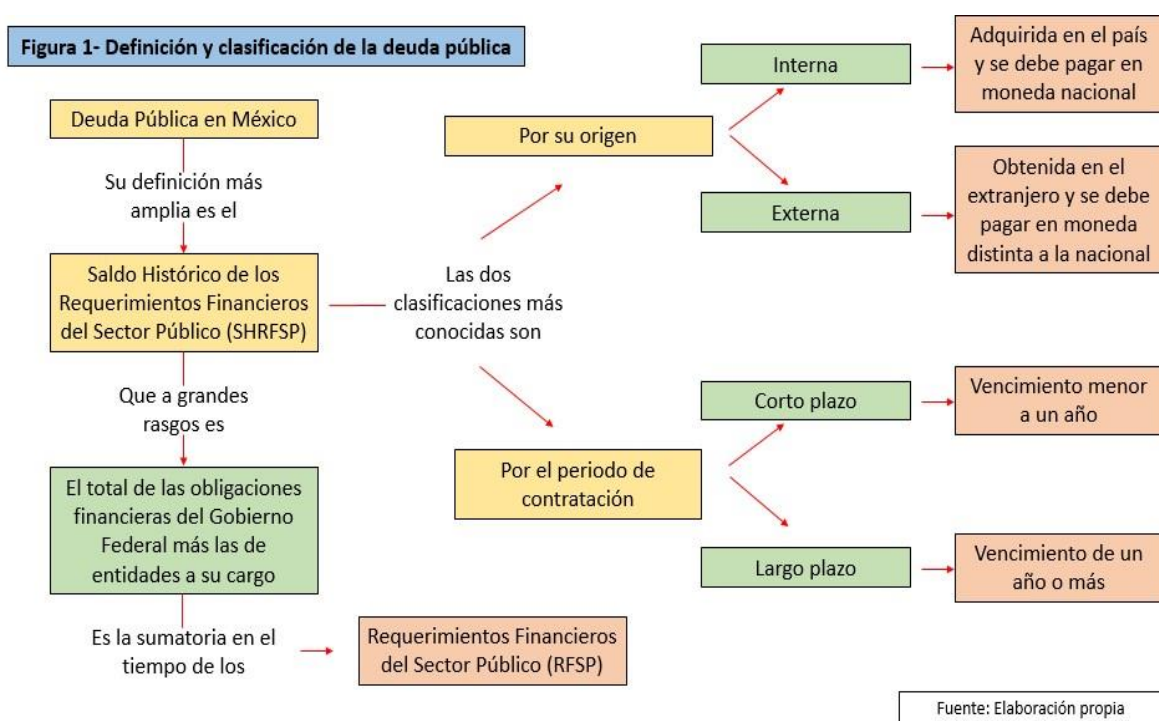 Figura 1- Definición y clasificación de la deuda pública
Deuda Pública en México
Su definición más
amplia es el
Saldo Histórico de los
Requerimientos Financieros
del Sector Público (SHRFSP)
Que a grandes
rasgos es
El total de las obligaciones
financieras del Gobierno
Federal más las de
entidades a su cargo
Es la sumatoria en el
tiempo de los
Requerimientos Financieros
del Sector Público (RFSP)
Las dos
clasificaciones más
conocidas son
Por su origen
Interna
Adquirida en el país
y se debe pagar en
moneda nacional
Externa
Obtenida en el
extranjero y se debe
pagar en moneda
distinta a la nacional
Por el periodo de
contratación
Corto plazo
Vencimiento menor
a un año
Largo plazo
Vencimiento de un
año o más
Fuente: Elaboración propia